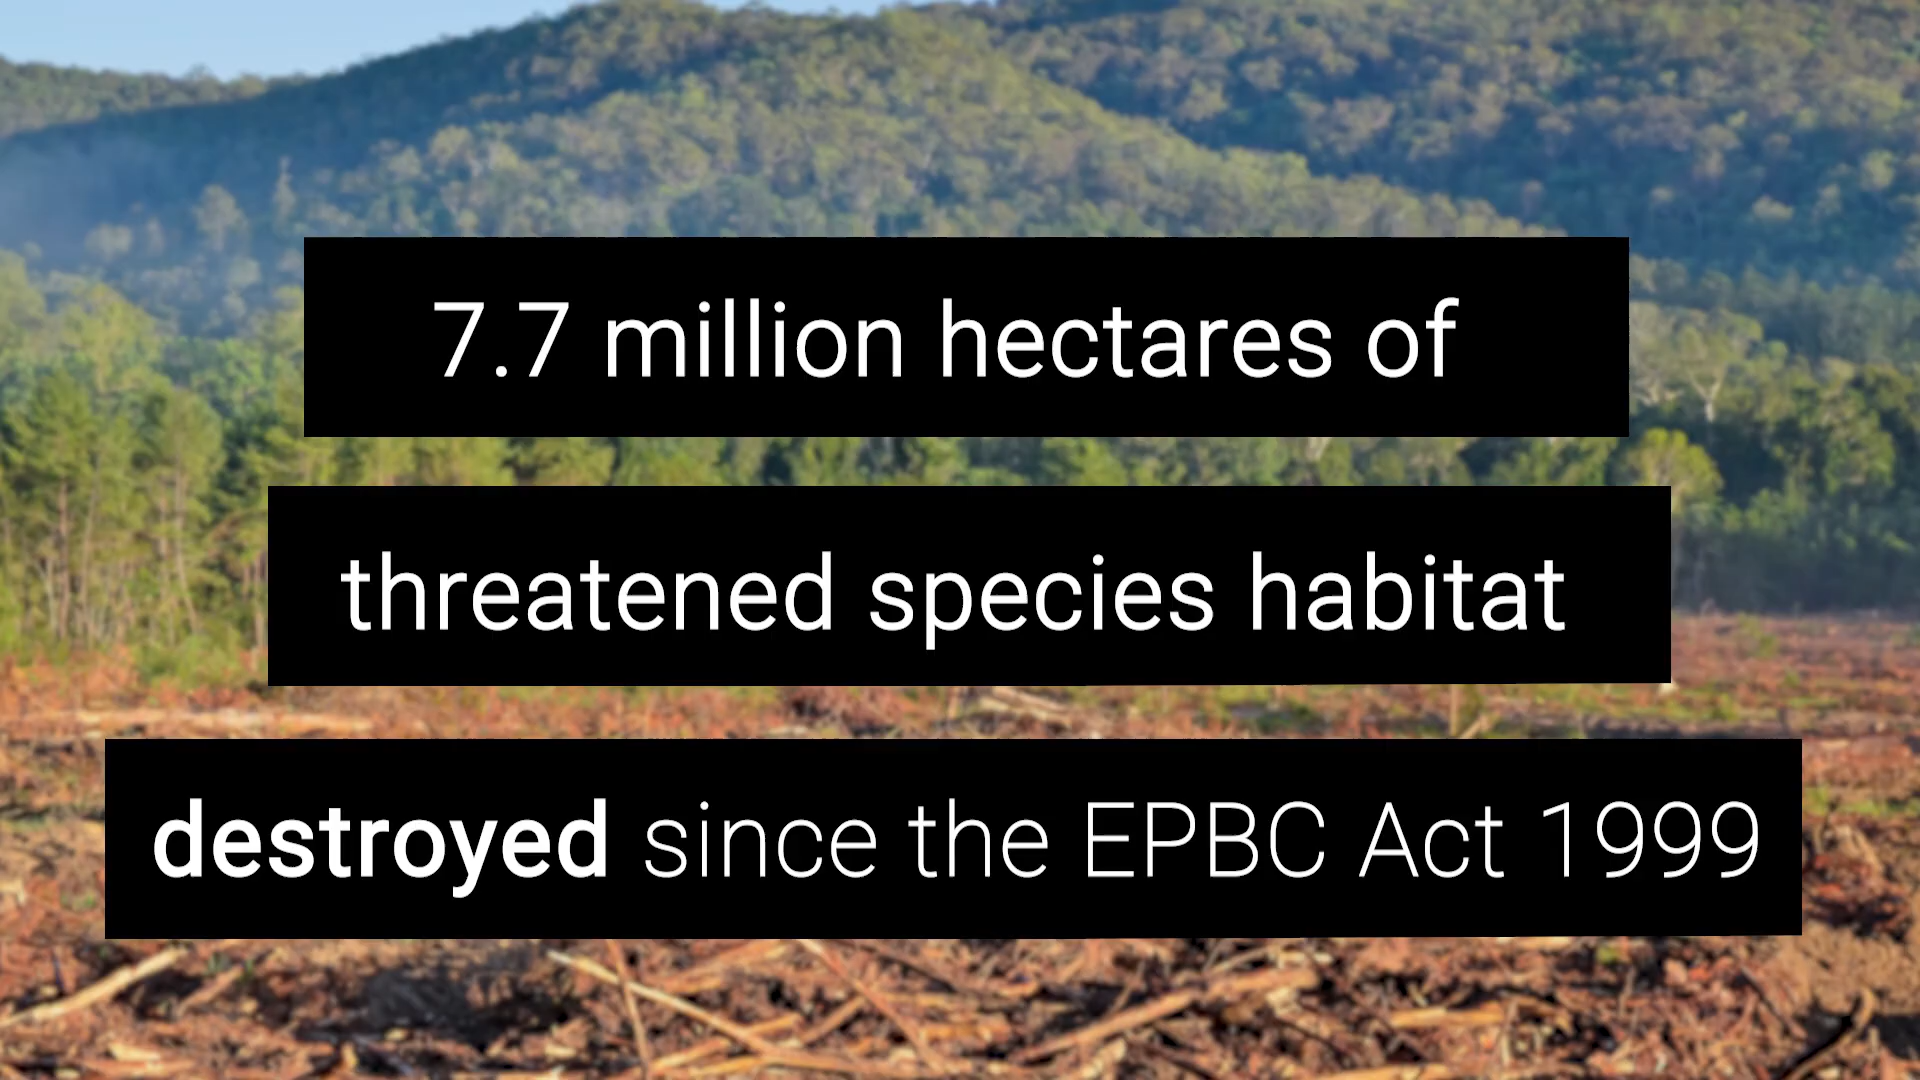 7.7 million hectares of
threatened species habitat
destroyed since the EPBC Act 1999